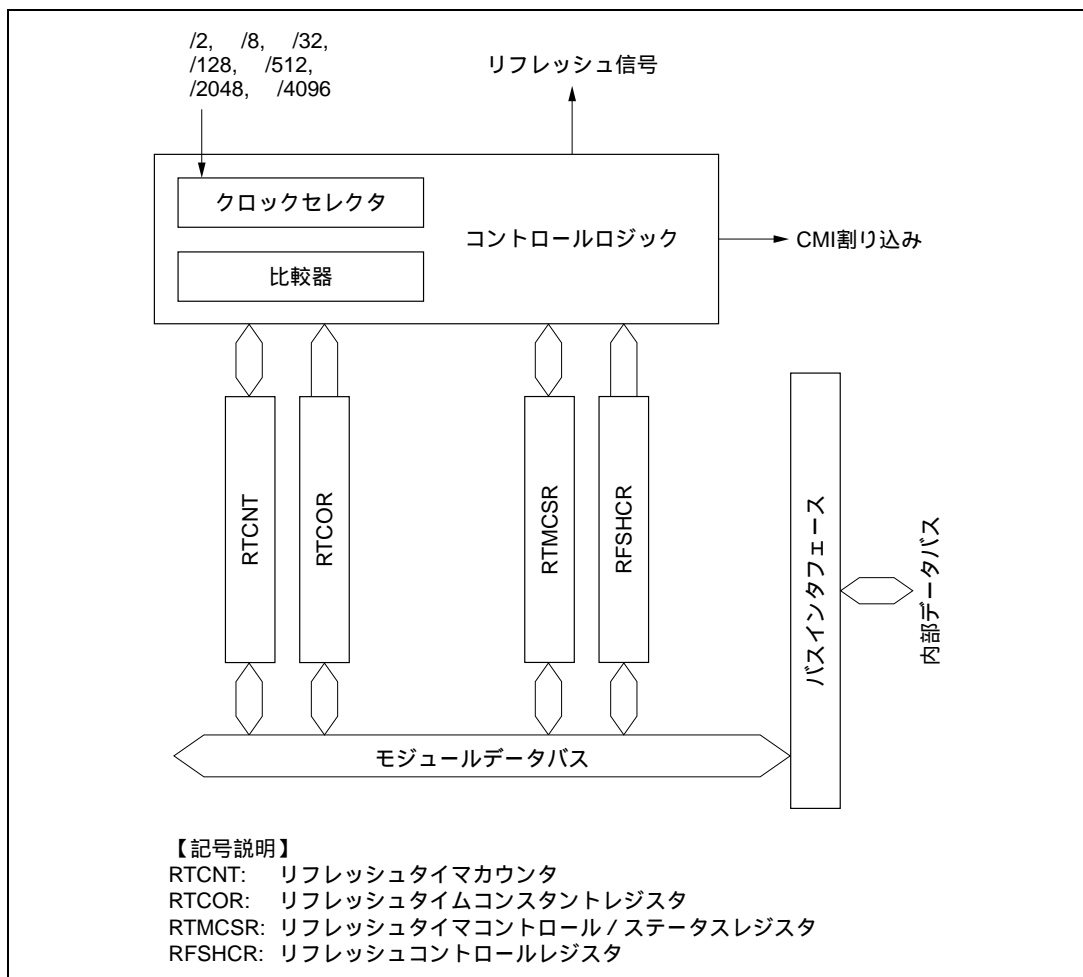 /2, /8, /32,
/128, /512,
/2048, /4096
リフレッシュ信号
クロックセレクタ
コントロールロジック
比較器
CMI割り込み
RTCNT
RTCOR
RTMCSR
RFSHCR
バスインタフェース
内部データバス
モジュールデータバス
【記号説明】
RTCNT: リフレッシュタイマカウンタ
RTCOR: リフレッシュタイムコンスタントレジスタ
RTMCSR: リフレッシュタイマコントロール / ステータスレジスタ
RFSHCR: リフレッシュコントロールレジスタ